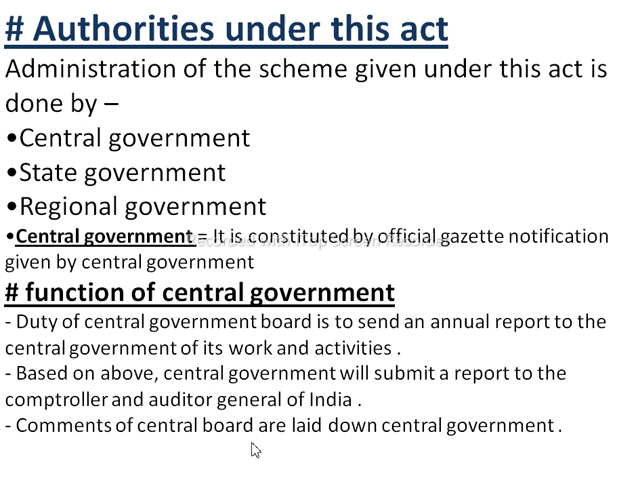 # Authorities under this act
Administration of the scheme given under this act is
done by –
•Central government
•State government
•Regional government
•Central government = It is constituted by official gazette notification
given by central government
# function of central government
- Duty of central government board is to send an annual report to the
central government of its work and activities .
- Based on above, central government will submit a report to the
comptroller and auditor general of India .
- Comments of central board are laid down central government .